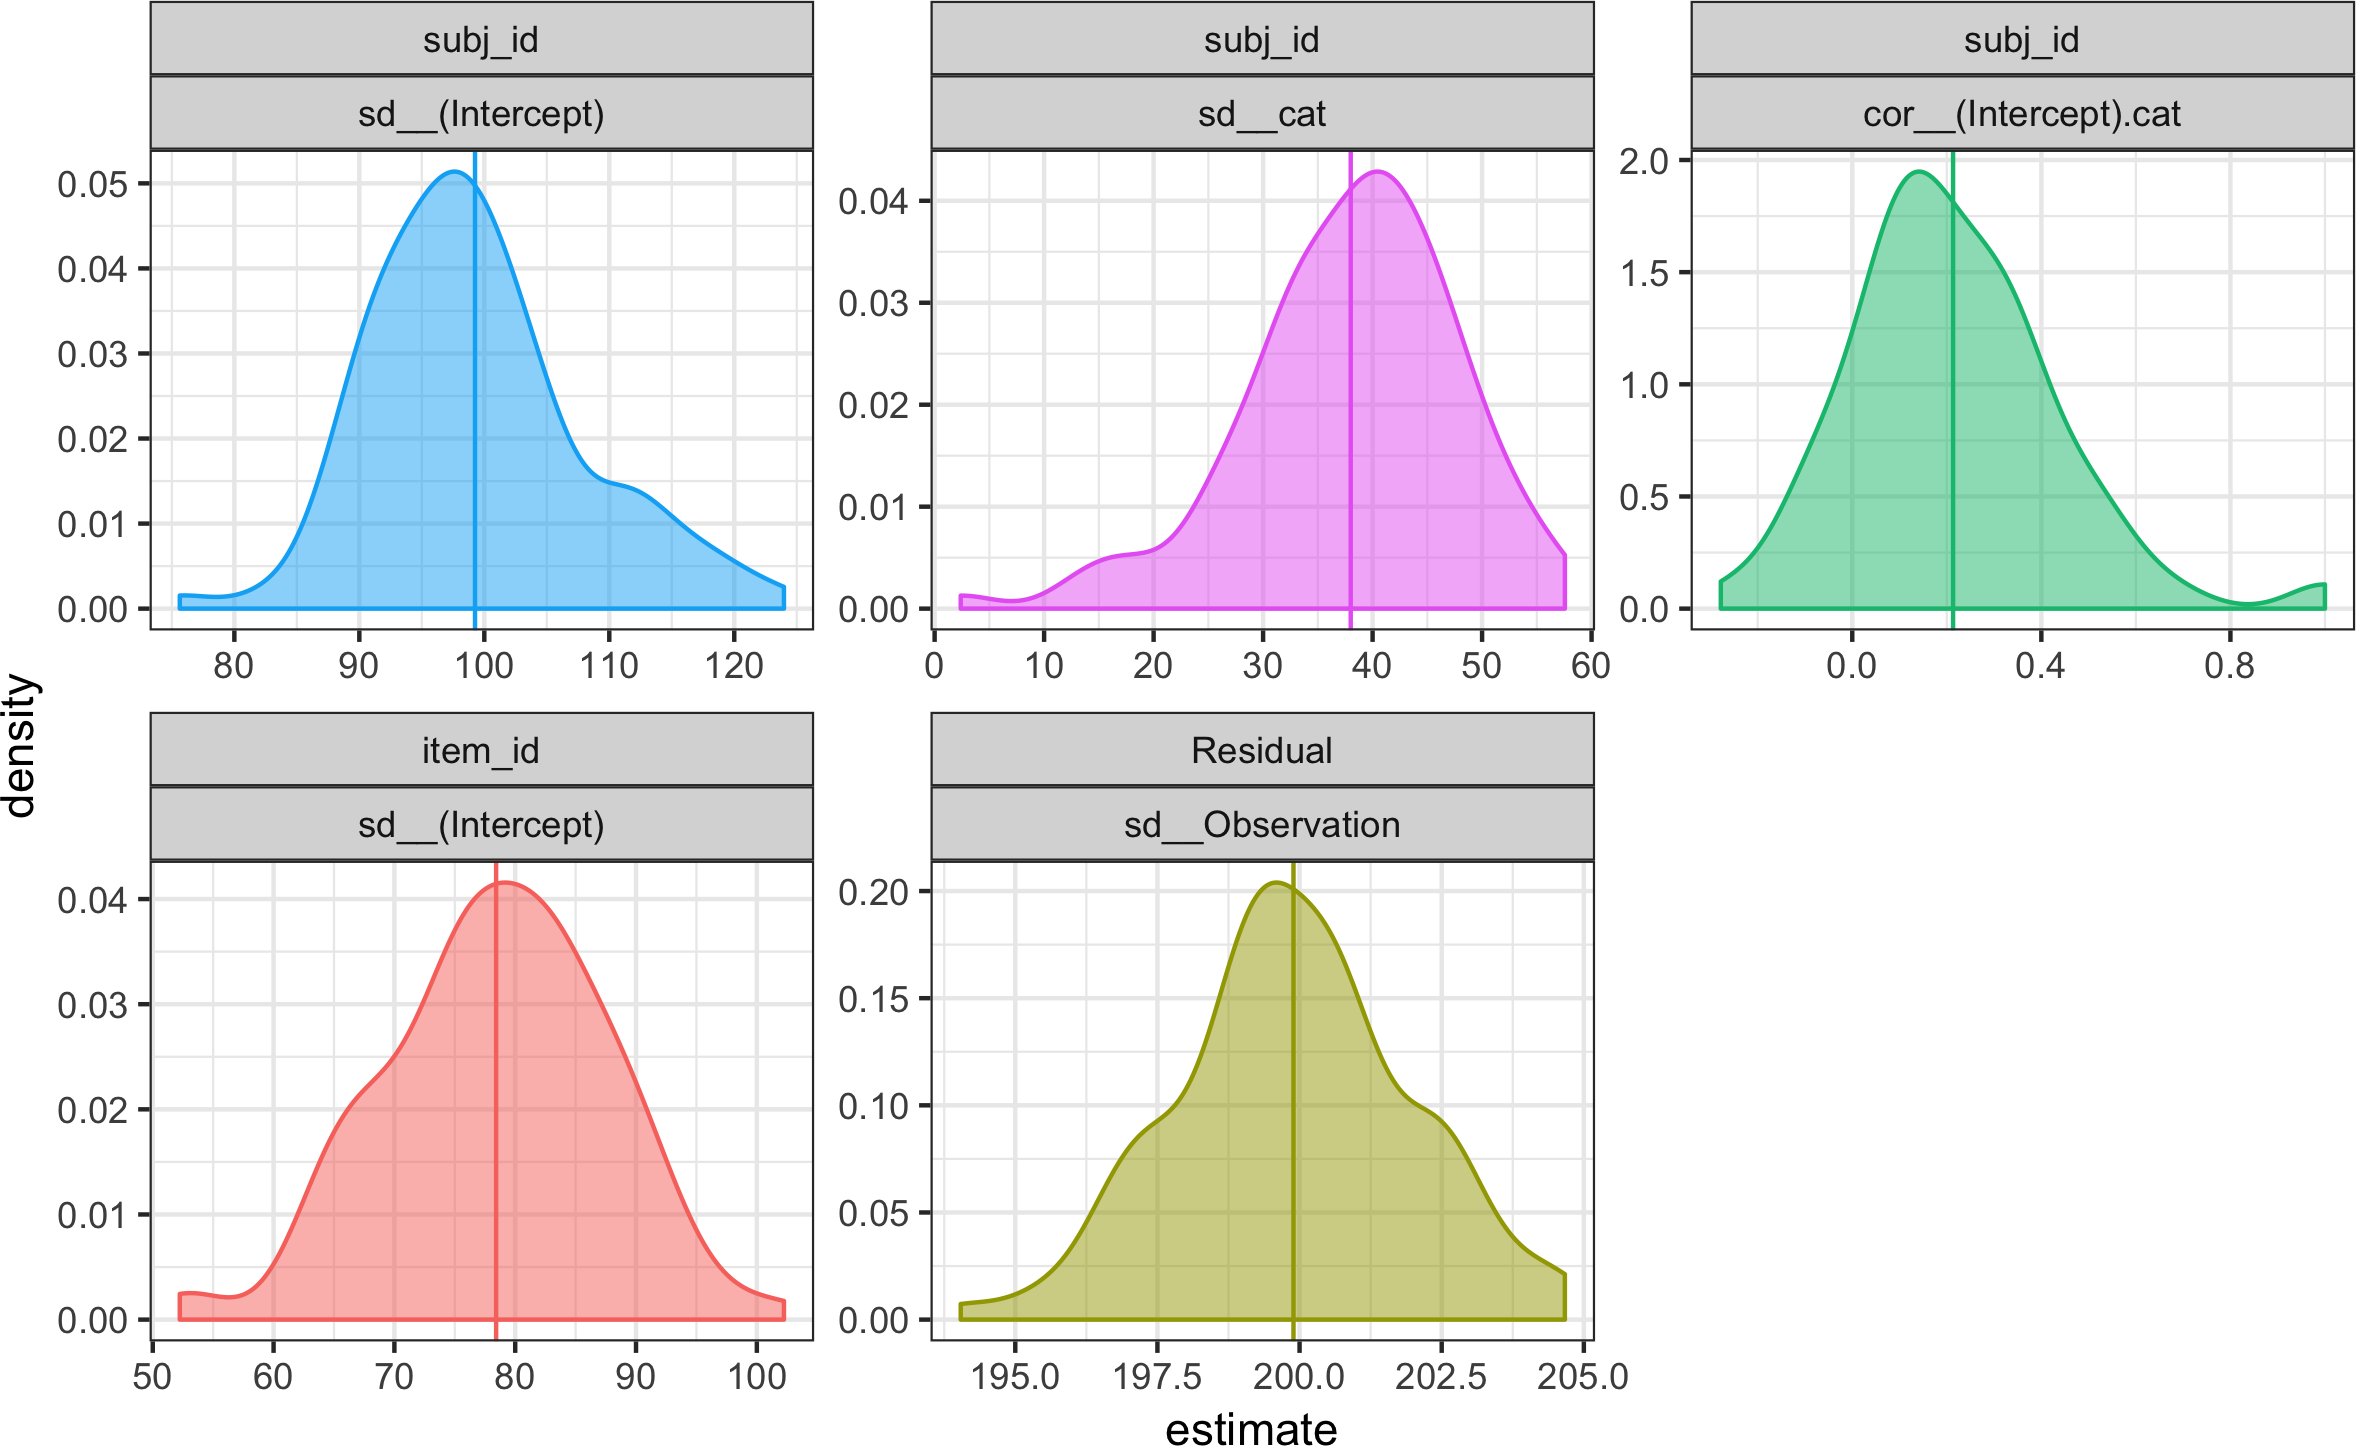 subj_id
sd__(Intercept)
0.05
0.04
0.03
0.02
0.01
0.00
80 90 100 110 120
subj_id
sd__cat
0.04
0.03
0.02
0.01
0.00
0 10 20 30 40 50 60
subj_id
cor__(Intercept).cat
2.0
1.5
1.0
0.5
0.0
0.0 0.4 0.8
item_id
sd__(Intercept)
0.04
0.03
0.02
0.01
0.00
50 60 70 80 90 100
Residual
sd__Observation
0.20
0.15
0.10
0.05
0.00
195.0 197.5 200.0 202.5 205.0
density
estimate